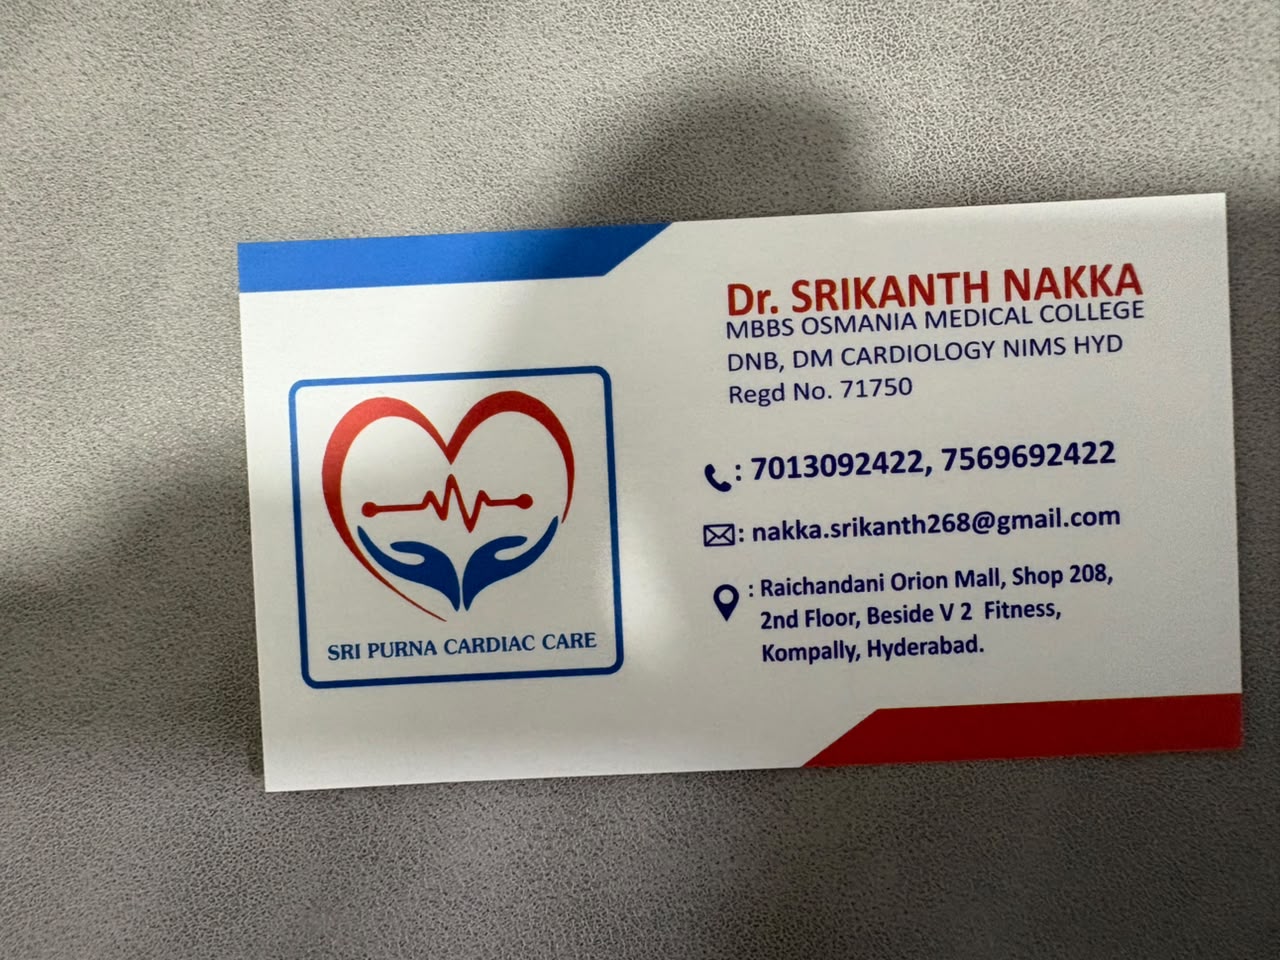 Dr. SRIKANTH NAKKA
MBBS OSMANIA MEDICAL COLLEGE
DNB, DM CARDIOLOGY NIMS HYD
Regd No. 71750
: 7013092422, 7569692422
: nakka.srikanth268@gmail.com
: Raichandani Orion Mall, Shop 208,
2nd Floor, Beside V 2 Fitness,
Kompally, Hyderabad.
SRI PURNA CARDIAC CARE